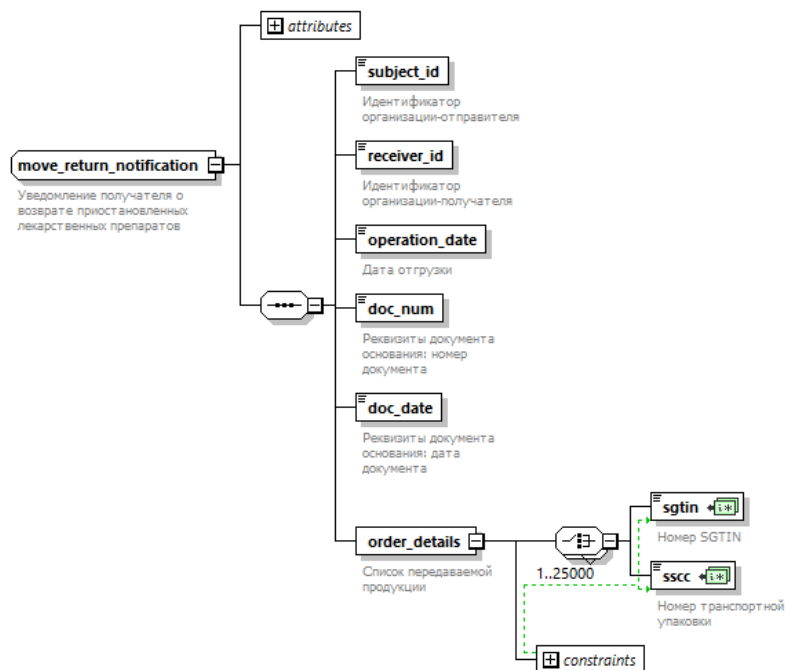 attributes
subject_id
Идентификатор
организации-отправителя
receiver_id
Идентификатор
организации-получателя
move_return_notification
Уведомление получателя о
возврате приостановленных
лекарственных препаратов
operation_date
Дата отгрузки
doc_num
Реквизиты документа
основания: номер
документа
doc_date
Реквизиты документа
основания: дата
документа
order_details
Список передаваемой
продукции
1..25000
sgtin
Номер SGTIN
sscc
Номер транспортной
упаковки
constraints